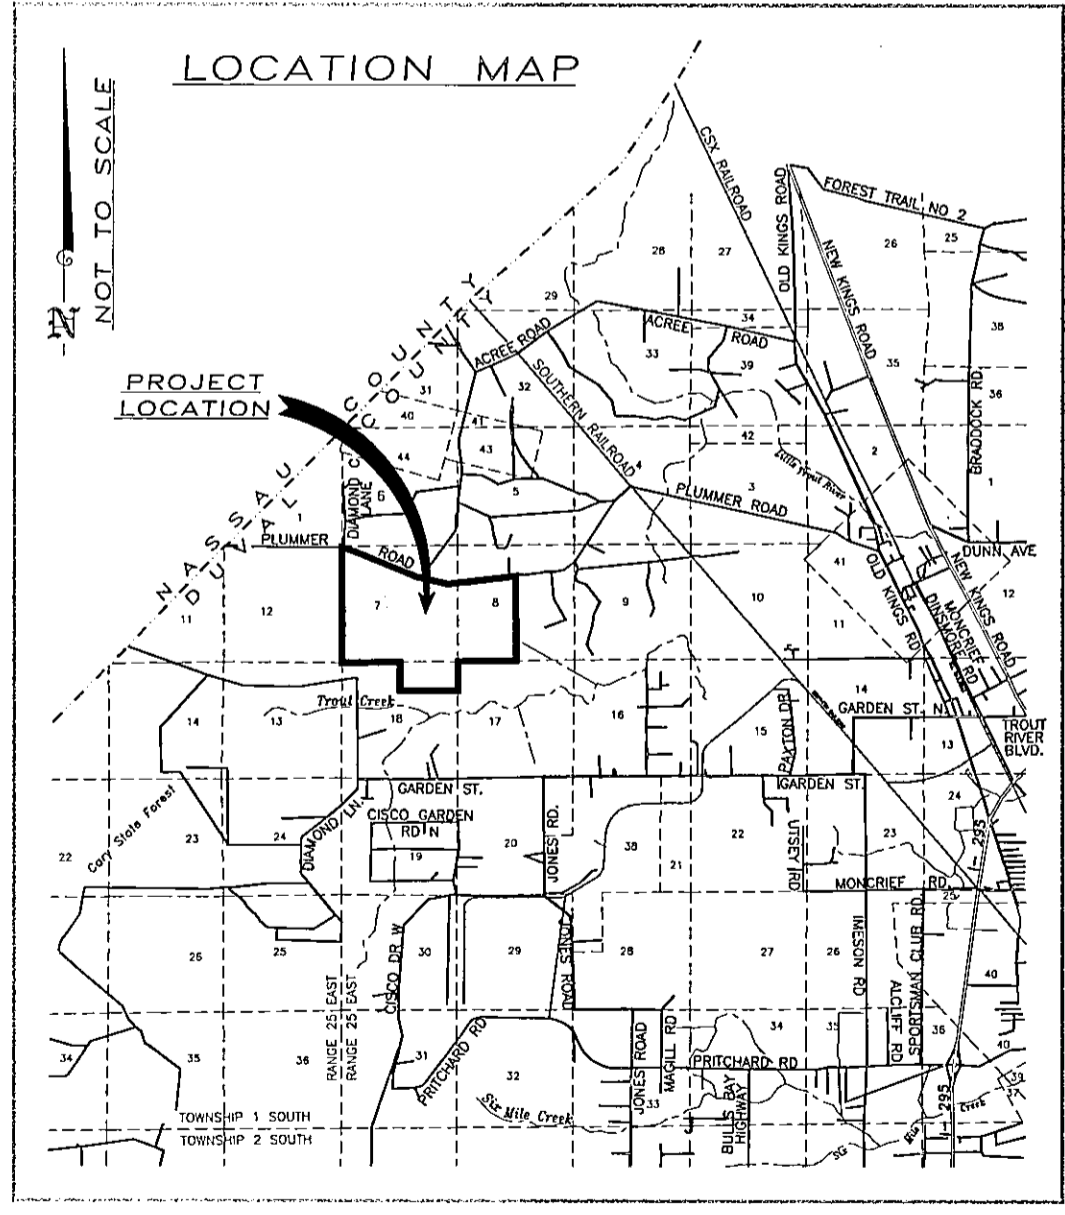 LOCATION MAP
N
NOT TO SCALE
PROJECT
LOCATION
NASSAU COUNTY
DUVAL COUNTY
CSX RAILROAD
OLD KINGS ROAD
FOREST TRAIL NO 2
NEW KINGS ROAD
26
25
28
27
29
34
38
ACREE ROAD
ACREE
ROAD
33
39
35
31
32
40
41
43
44
SOUTHERN RAILROAD
4
42
2
36
BRADDOCK RD
Little Trout River
3
1
DIAMOND C
LANE
6
5
PLUMMER ROAD
1
PLUMMER
ROAD
DUNN AVE
41
OLD KINGS RD
NEW KINGS ROAD
MONCRIEF
DINSMORE RD
12
11
12
7
8
9
10
11
14
13
Trout Creek
18
17
16
15
PAXTON DR
14
GARDEN ST. N
TROUT
RIVER
BLVD.
13
GARDEN ST.
GARDEN ST.
24
Cary State Forest
DIAMOND LN.
CISCO GARDEN
RD N
JONES RD.
UTSEY RD
I- 295
22
23
24
19
20
38
21
22
23
MONCRIEF RD.
25
26
25
30
29
28
27
26
CISCO DR W
JONES ROAD
IMESON RD
SPORTSMAN CLUB RD.
ALCLIFF RD
40
RANGE 25 EAST
RANGE 25 EAST
34
35
36
31
PRITCHARD RD
32
JONES ROAD
33
MAGILL RD
34
35
36
40
PRITCHARD RD
39
37
BULLS BAY
HIGHWAY
I- 295
Six Mile Creek
Creek
TOWNSHIP 1 SOUTH
TOWNSHIP 2 SOUTH